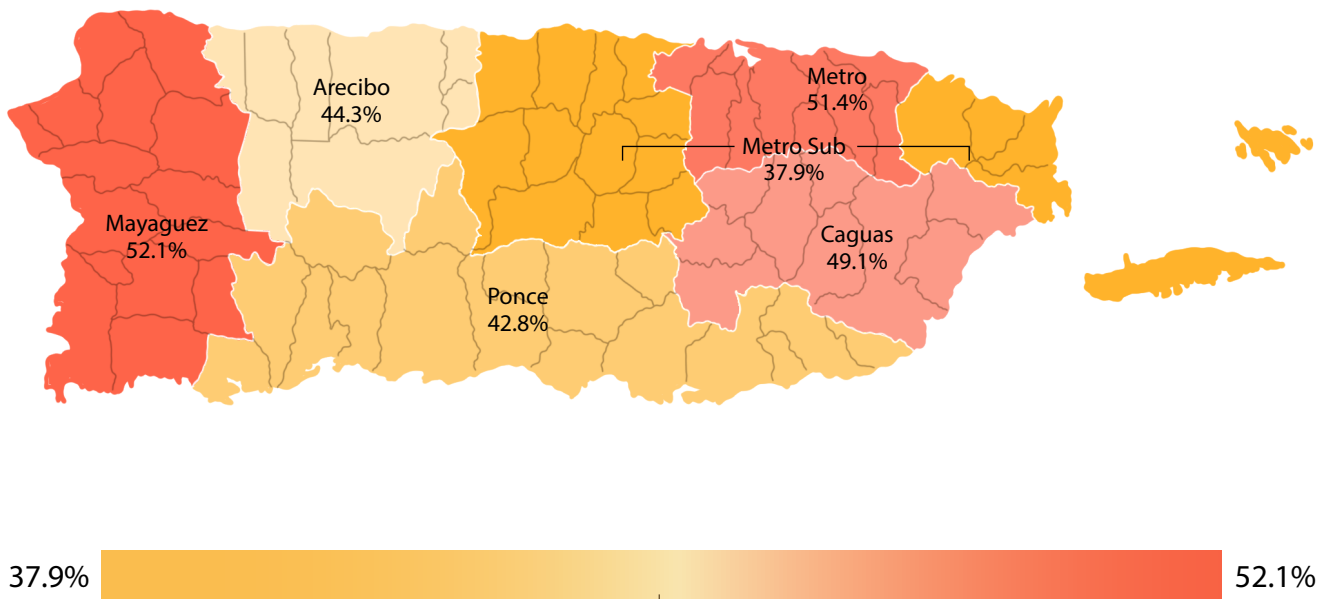 Arecibo
44.3%
Metro
51.4%
Metro Sub
37.9%
Mayaguez
52.1%
Caguas
49.1%
Ponce
42.8%
37.9%
52.1%